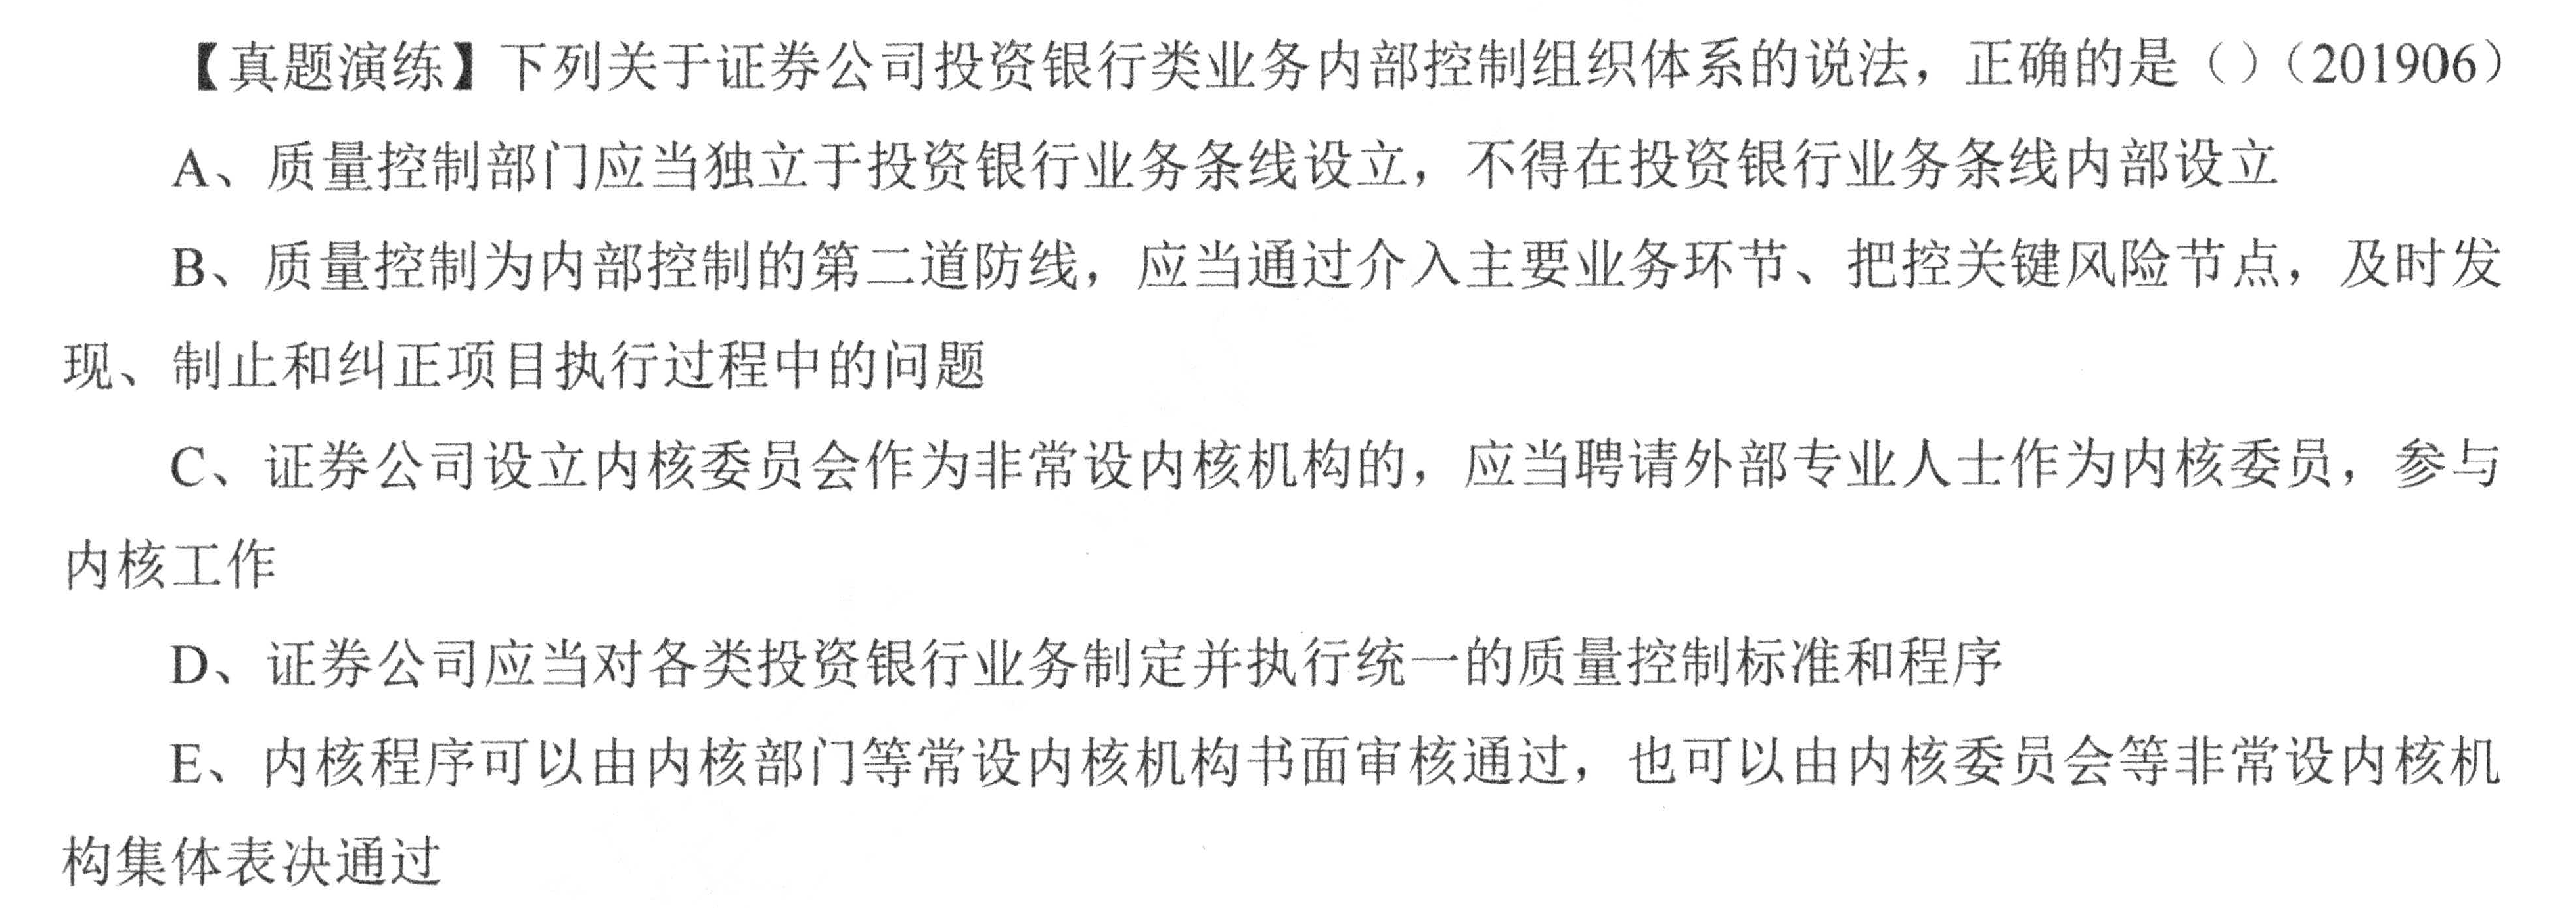 【真题演练】下列关于证券公司投资银行类业务内部控制组织体系的说法，正确的是（）（201906）
A、质量控制部门应当独立于投资银行业务条线设立，不得在投资银行业务条线内部设立
B、质量控制为内部控制的第二道防线，应当通过介入主要业务环节、把控关键风险节点，及时发
现、制止和纠正项目执行过程中的问题
C、证券公司设立内核委员会作为非常设内核机构的，应当聘请外部专业人士作为内核委员，参与
内核工作
D、证券公司应当对各类投资银行业务制定并执行统一的质量控制标准和程序
E、内核程序可以由内核部门等常设内核机构书面审核通过，也可以由内核委员会等非常设内核机
构集体表决通过